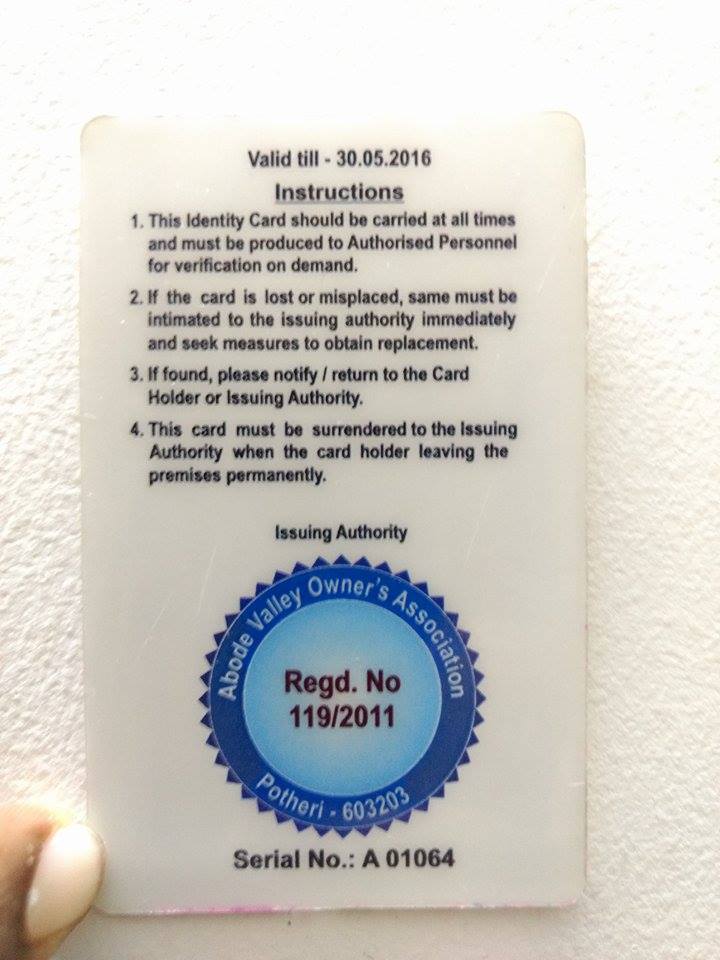 Valid till - 30.05.2016
Instructions
1. This Identity Card should be carried at all times
and must be produced to Authorised Personnel
for verification on demand.
2. If the card is lost or misplaced, same must be
intimated to the issuing authority immediately
and seek measures to obtain replacement.
3. If found, please notify / return to the Card
Holder or Issuing Authority.
4. This card must be surrendered to the Issuing
Authority when the card holder leaving the
premises permanently.
Issuing Authority
Abode Valley Owner's Association
Regd. No
119/2011
Potheri - 603203
Serial No.: A 01064